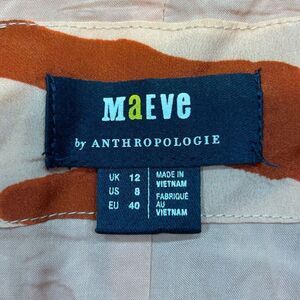 MaEVe
by ANTHROPOLOGIE
UK 12
US 8
EU 40
MADE IN
VIETNAM
FABRIQUÉ
AU
VIETNAM